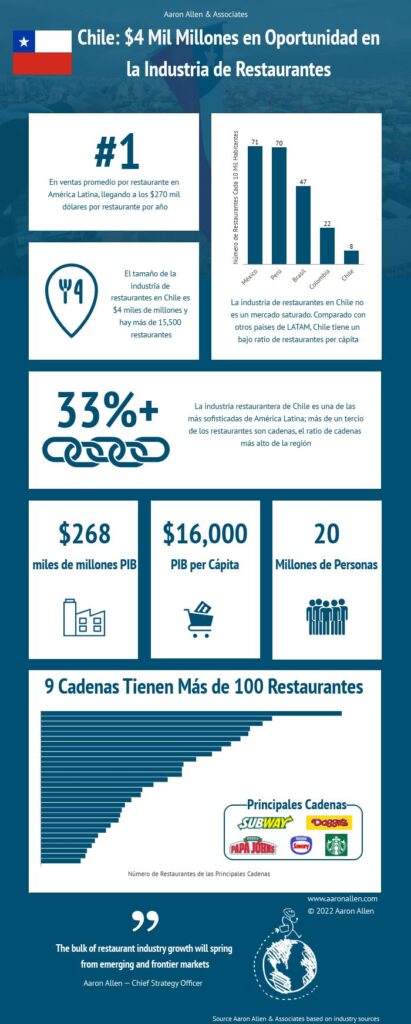 Aaron Allen & Associates
Chile: $4 Mil Millones en Oportunidad en
la Industria de Restaurantes
#1
En ventas promedio por restaurante en
América Latina, llegando a los $270 mil
dólares por restaurante por año
El tamaño de la
industria de
restaurantes en Chile es
$4 miles de millones y
hay más de 15,500
restaurantes
Número de Restaurantes Cada 10 Mil Habitantes
71
70
47
22
8
México
Perú
Brasil
Colombia
Chile
La industria de restaurantes en Chile no
es un mercado saturado. Comparado con
otros países de LATAM, Chile tiene un
bajo ratio de restaurantes per cápita
33%+
La industria restaurantera de Chile es una de las
más sofisticadas de América Latina; más de un tercio
de los restaurantes son cadenas, el ratio de cadenas
más alto de la región
$268
miles de millones PIB
$16,000
PIB per Cápita
20
Millones de Personas
9 Cadenas Tienen Más de 100 Restaurantes
Principales Cadenas
SUBWAY
Doggis
PAPA JOHNS
Nestlé
Savory
Número de Restaurantes de las Principales Cadenas
www.aaronallen.com
© 2022 Aaron Allen
”
The bulk of restaurant industry growth will spring
from emerging and frontier markets
Aaron Allen — Chief Strategy Officer
Source Aaron Allen & Associates based on industry sources